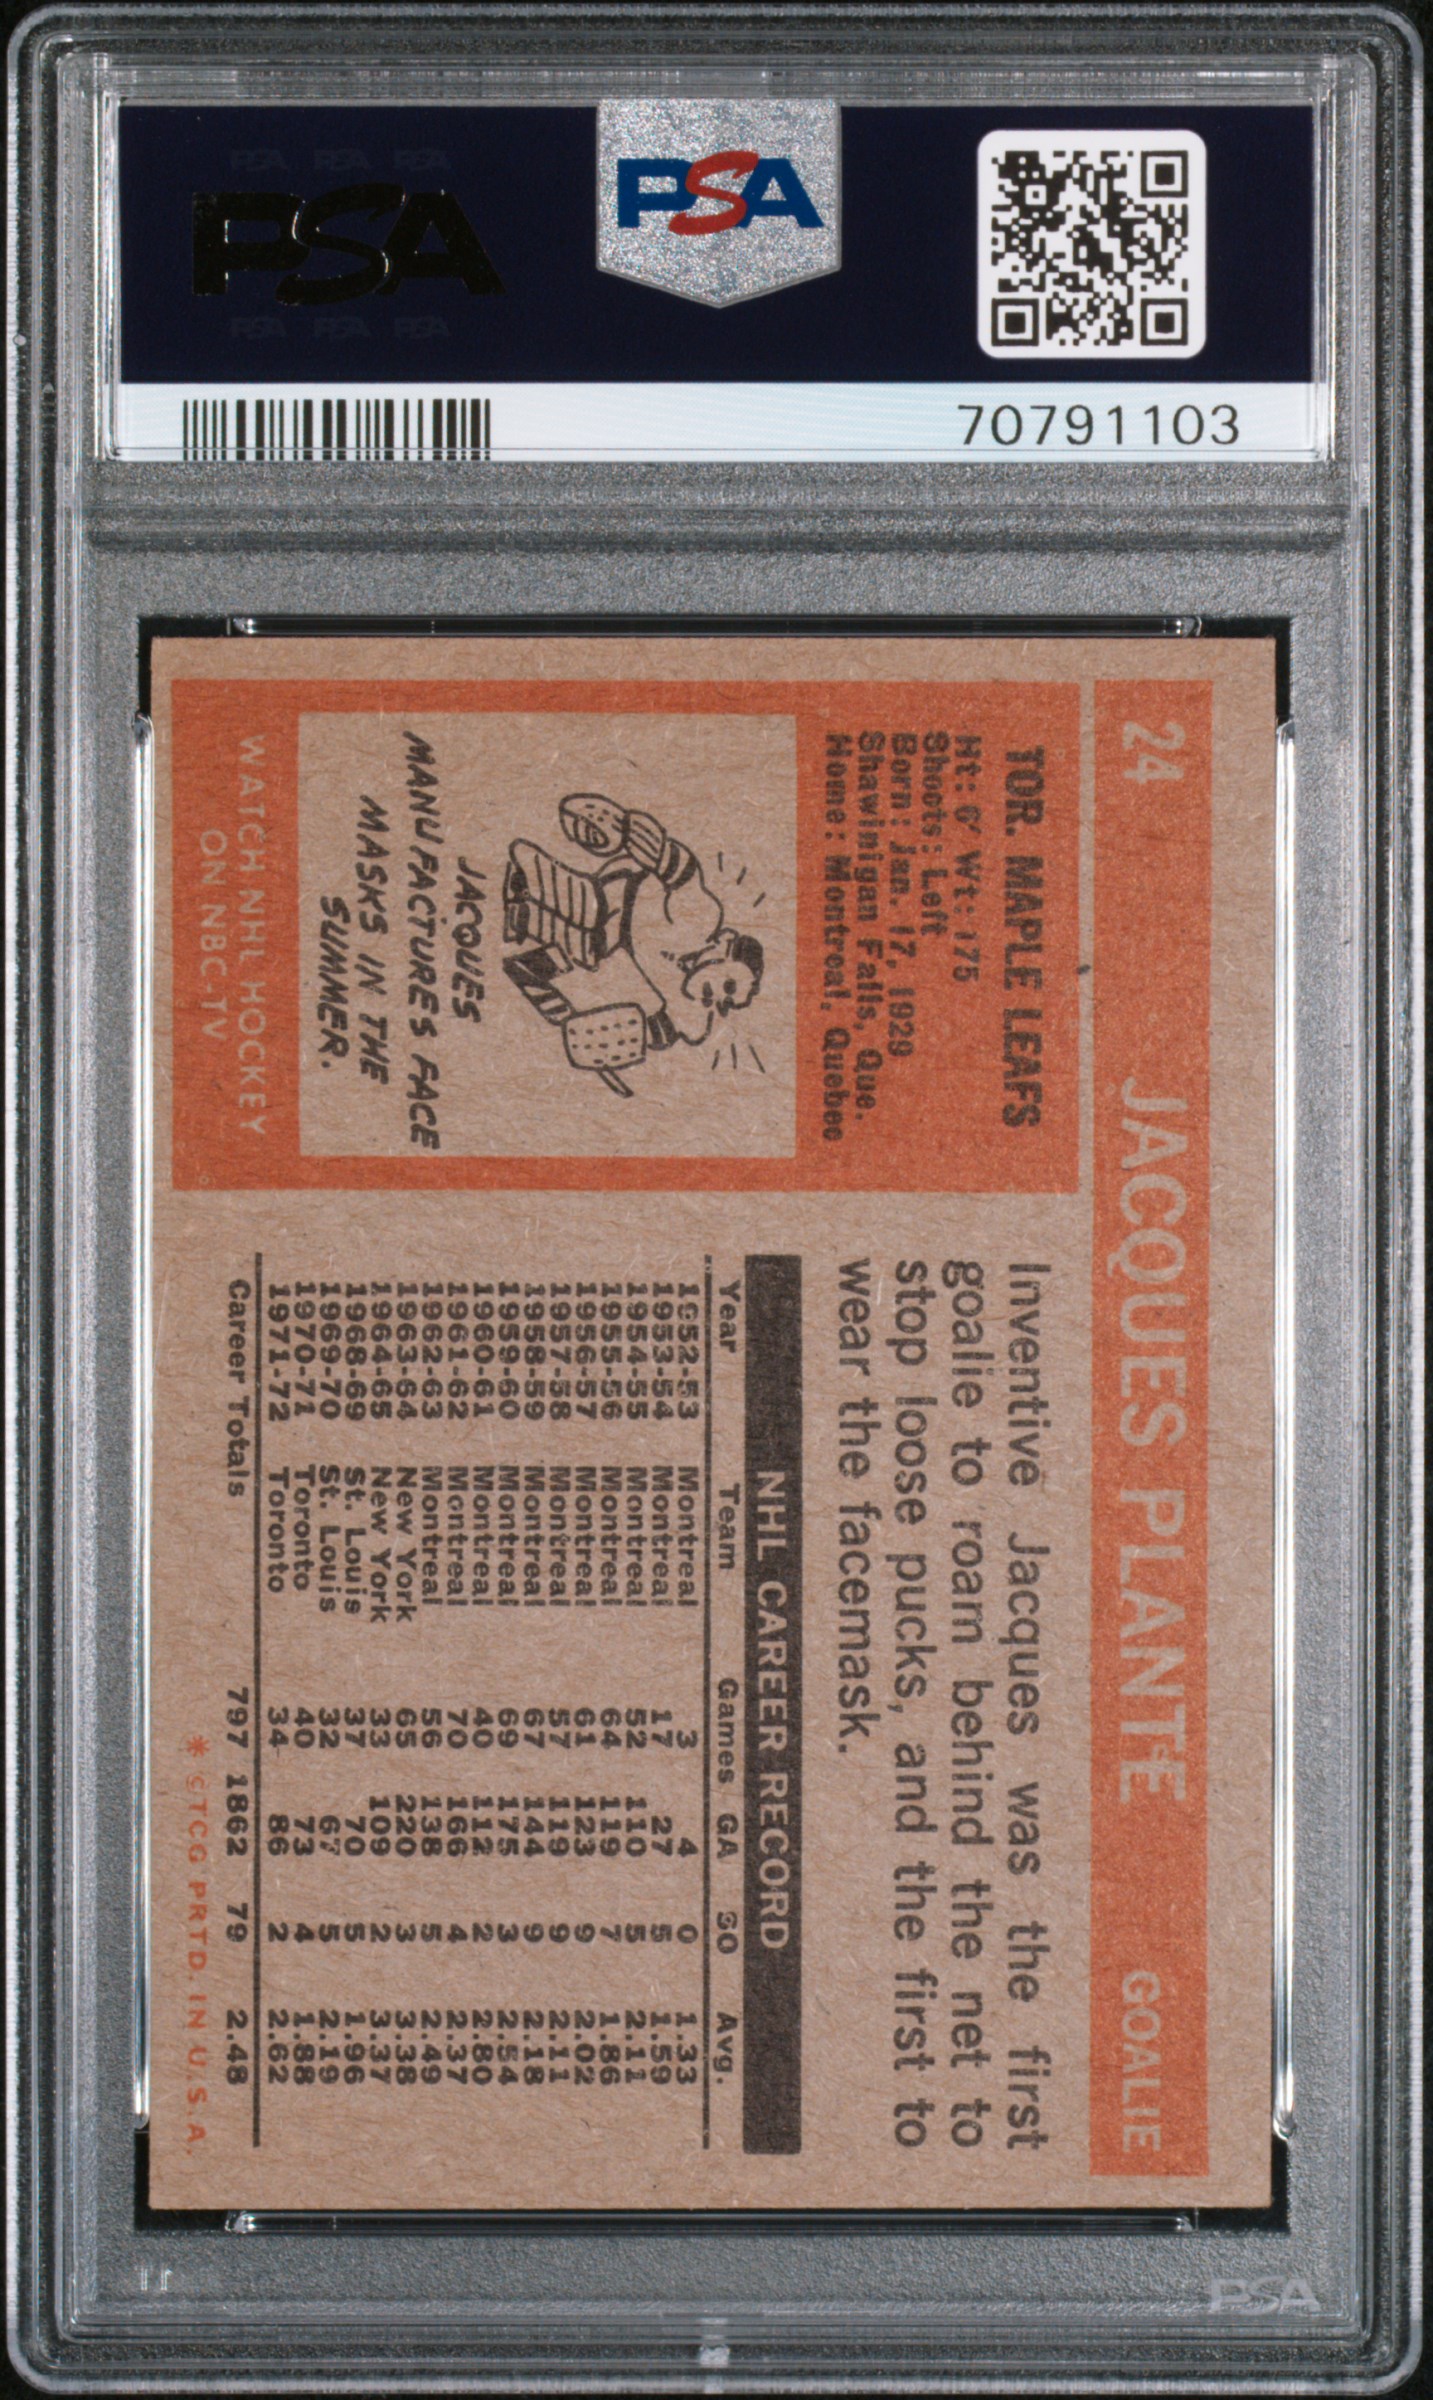 PSA PSA PSA
PSA
PSA PSA PSA
PSA
70791103
24 JACQUES PLANTE GOALIE
TOR. MAPLE LEAFS
Ht: 6' Wt: 175
Shoots: Left
Born: Jan. 17, 1929
Shawinigan Falls, Que.
Home: Montreal, Quebec
JACQUES
MANUFACTURES FACE
MASKS IN THE
SUMMER.
WATCH NHL HOCKEY
ON NBC-TV
Inventive Jacques was the first
goalie to roam behind the net to
stop loose pucks, and the first to
wear the facemask.
NHL CAREER RECORD
Year Team Games GA SO Avg.
1952-53 Montreal 3 4 0 1.33
1953-54 Montreal 17 27 5 1.59
1954-55 Montreal 52 110 5 2.11
1955-56 Montreal 64 119 7 1.86
1956-57 Montreal 61 123 9 2.02
1957-58 Montreal 57 119 9 2.11
1958-59 Montreal 67 144 9 2.18
1959-60 Montreal 69 175 3 2.54
1960-61 Montreal 40 112 2 2.80
1961-62 Montreal 70 166 4 2.37
1962-63 Montreal 56 138 5 2.49
1963-64 New York 65 220 3 3.38
1964-65 New York 33 109 2 3.37
1968-69 St. Louis 37 70 5 1.96
1969-70 St. Louis 32 67 5 2.19
1970-71 Toronto 40 73 4 1.88
1971-72 Toronto 34 86 2 2.62
Career Totals 797 1862 79 2.48
* ©TCG PRTD. IN U.S.A.
PSA